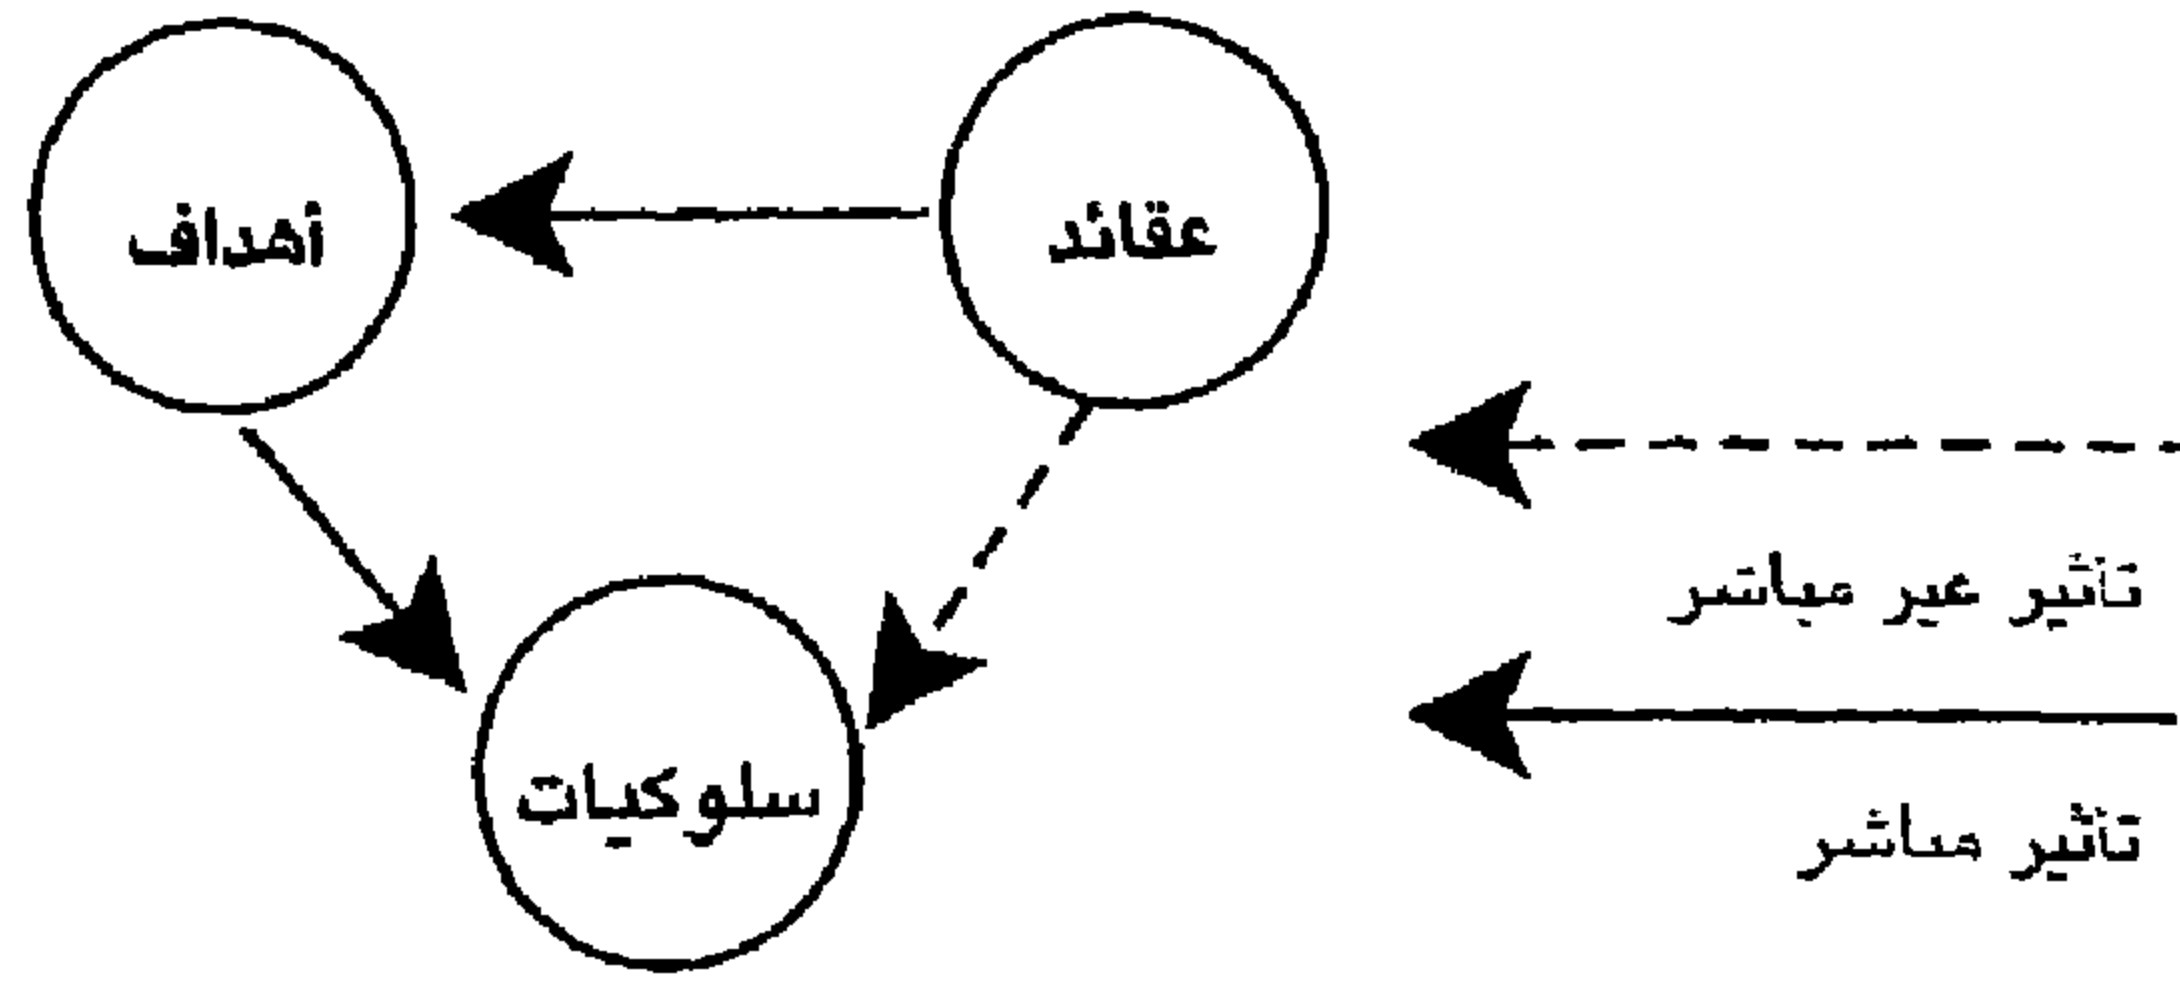 عقائد
أهداف
سلوكيات
تأثير غير مباشر
تأثير مباشر